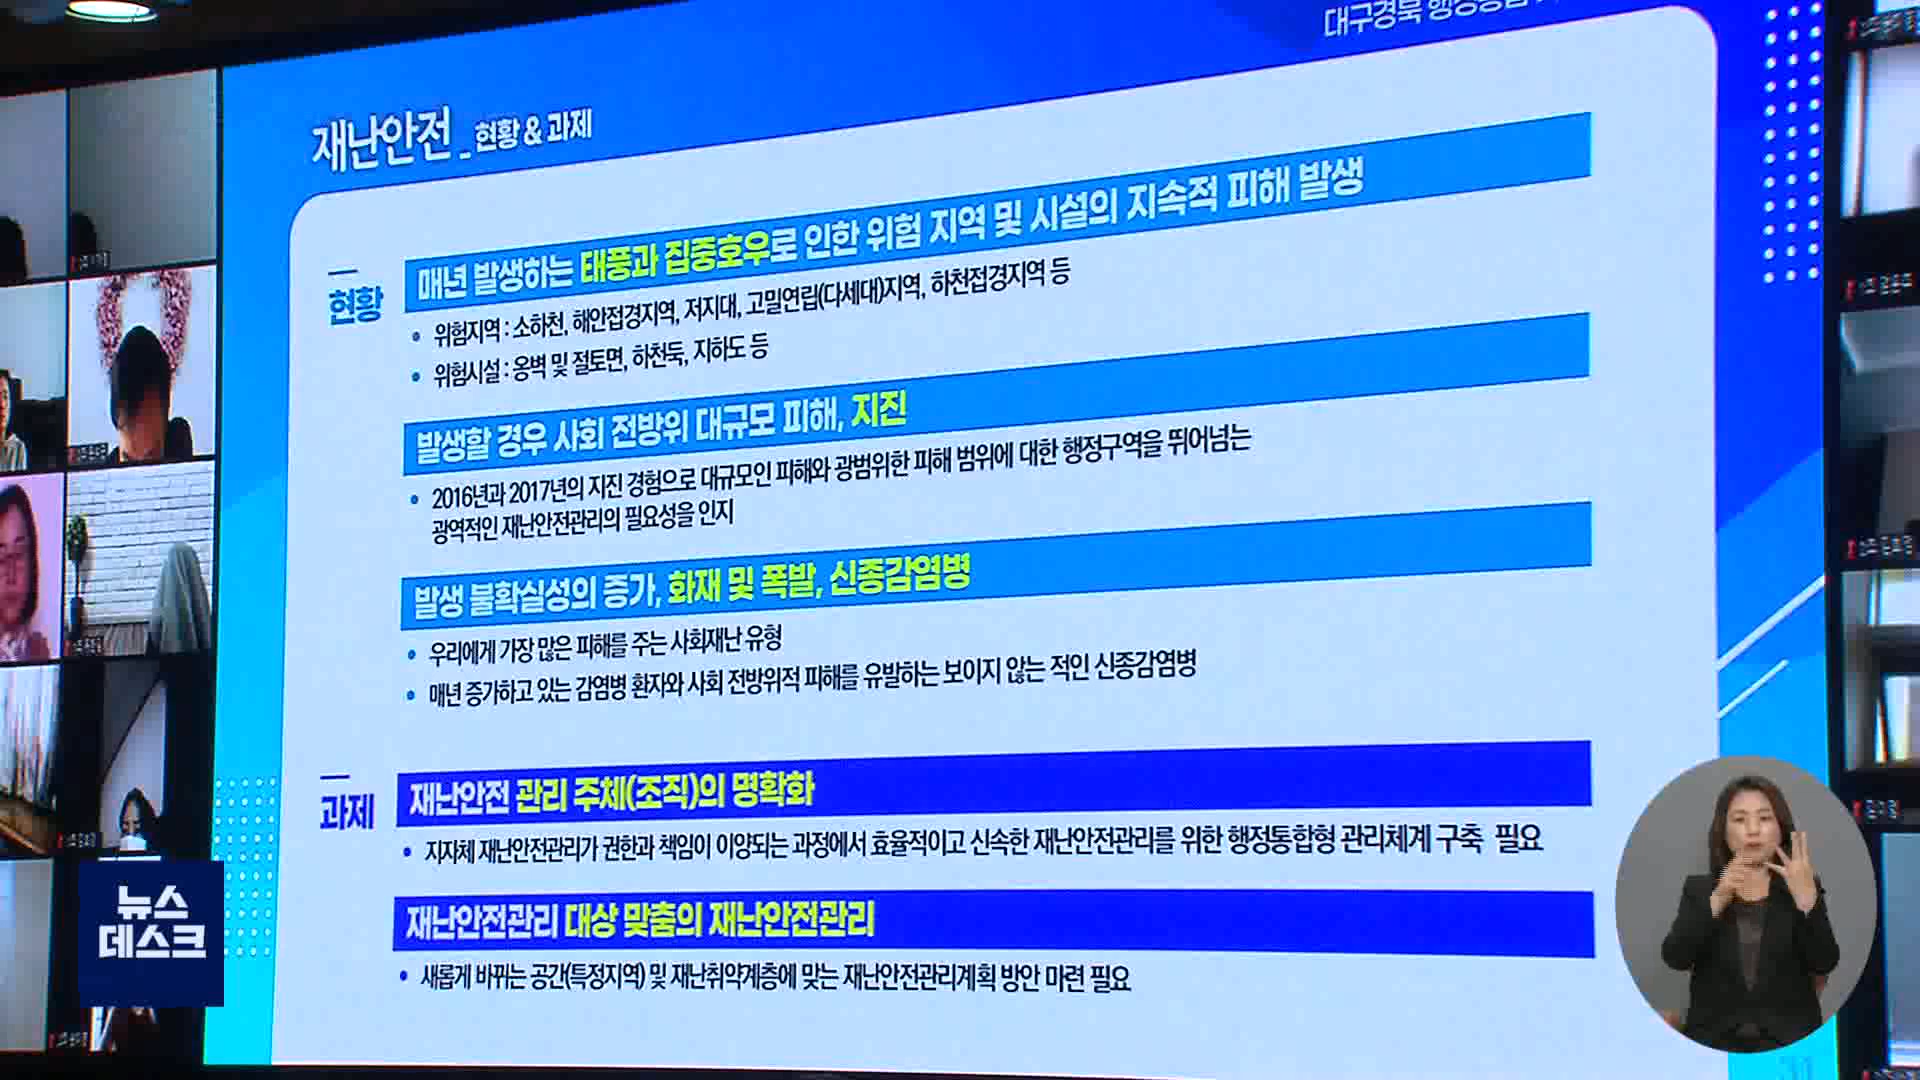 대구경북 행정통합
재난안전_현황 & 과제
현황
매년 발생하는 태풍과 집중호우로 인한 위험 지역 및 시설의 지속적 피해 발생
• 위험지역 : 소하천, 해안접경지역, 저지대, 고밀연립(다세대)지역, 하천접경지역 등
• 위험시설 : 옹벽 및 절토면, 하천둑, 지하도 등
발생할 경우 사회 전방위 대규모 피해, 지진
• 2016년과 2017년의 지진 경험으로 대규모인 피해와 광범위한 피해 범위에 대한 행정구역을 뛰어넘는
광역적인 재난안전관리의 필요성을 인지
발생 불확실성의 증가, 화재 및 폭발, 신종감염병
• 우리에게 가장 많은 피해를 주는 사회재난 유형
• 매년 증가하고 있는 감염병 환자와 사회 전방위적 피해를 유발하는 보이지 않는 적인 신종감염병
과제
재난안전 관리 주체(조직)의 명확화
• 지자체 재난안전관리가 권한과 책임이 이양되는 과정에서 효율적이고 신속한 재난안전관리를 위한 행정통합형 관리체계 구축 필요
재난안전관리 대상 맞춤의 재난안전관리
• 새롭게 바뀌는 공간(특정지역) 및 재난취약계층에 맞는 재난안전관리계획 방안 마련 필요
뉴스
데스크
31